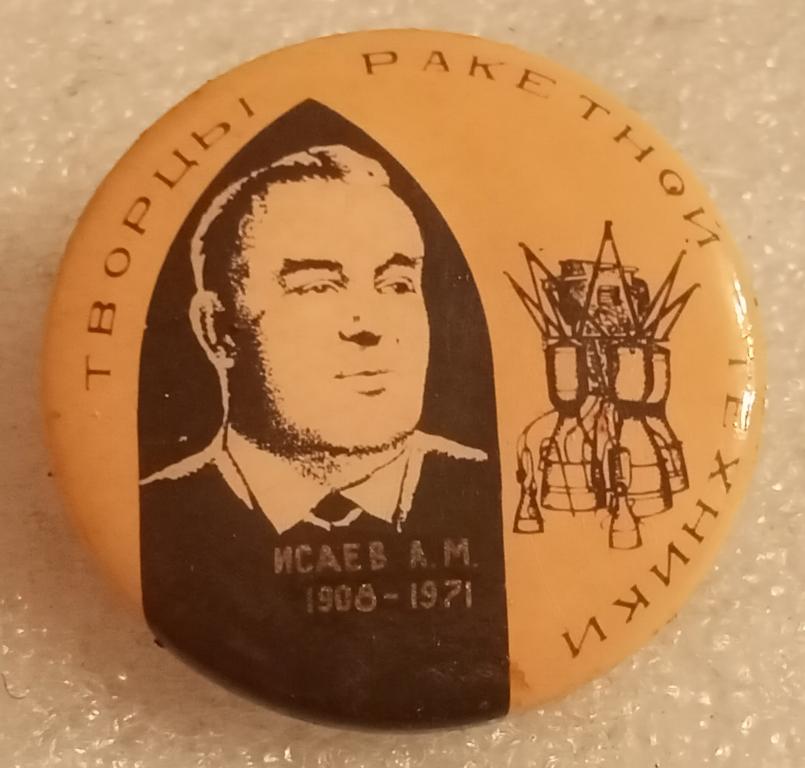 ТВОРЦЫ РАКЕТНОЙ ТЕХНИКИ
ИСАЕВ А.М.
1908-1971